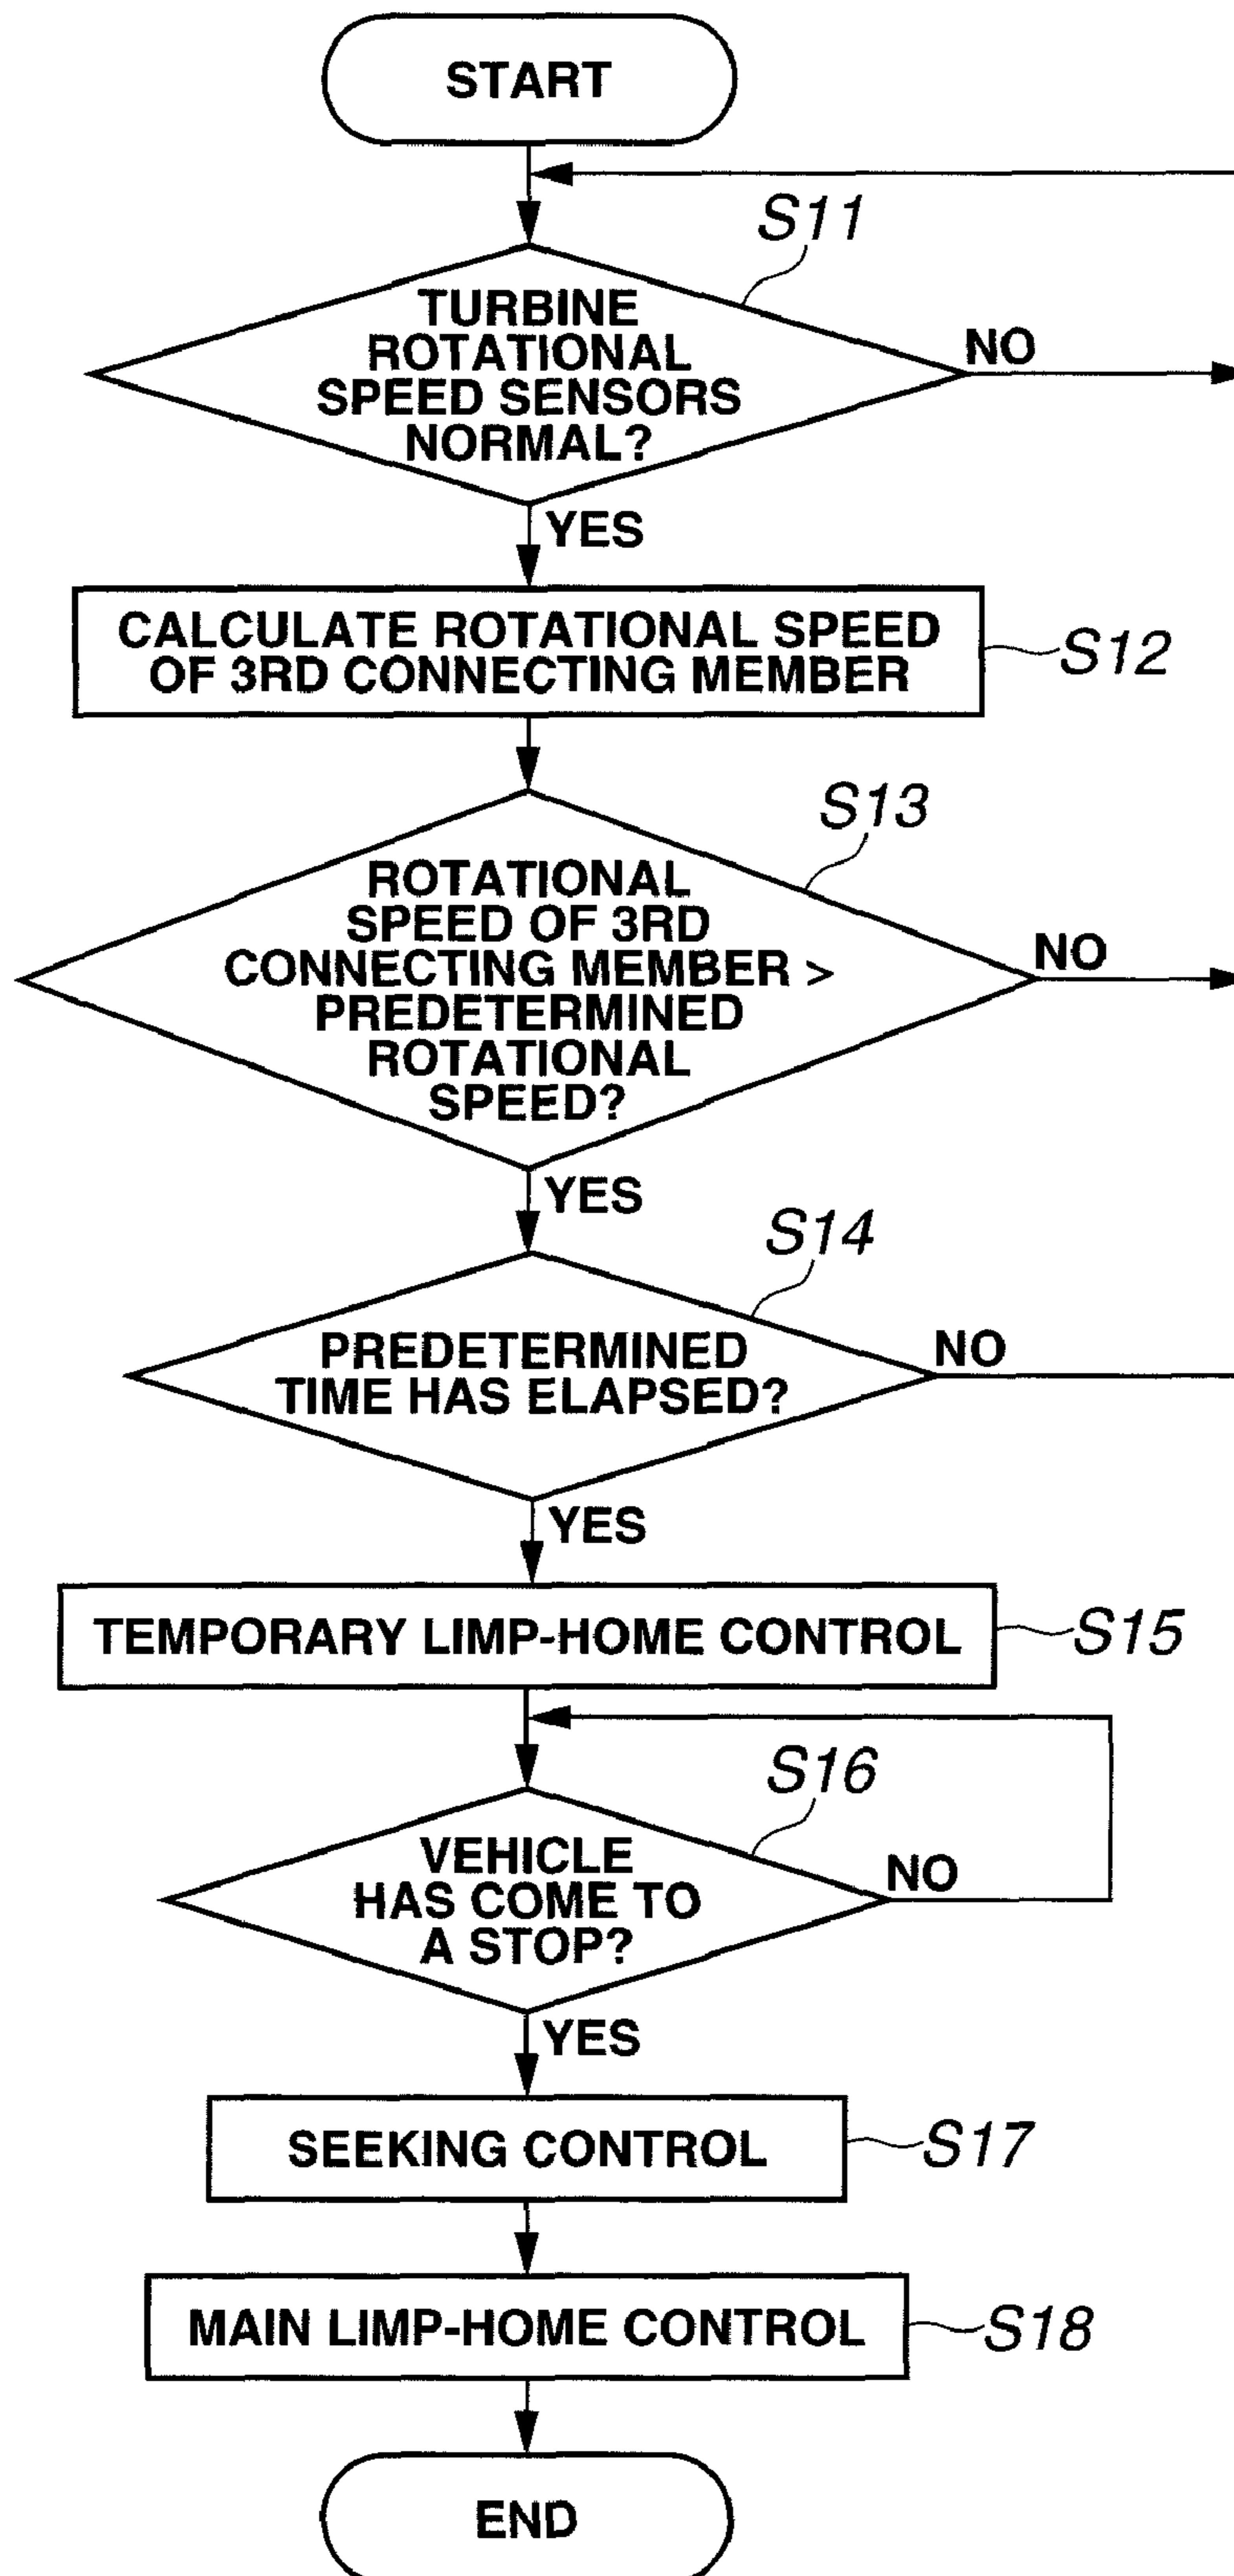 START
S11
TURBINE
ROTATIONAL
SPEED SENSORS
NORMAL?
NO
YES
CALCULATE ROTATIONAL SPEED
OF 3RD CONNECTING MEMBER
S12
S13
ROTATIONAL
SPEED OF 3RD
CONNECTING MEMBER >
PREDETERMINED
ROTATIONAL
SPEED?
NO
YES
S14
PREDETERMINED
TIME HAS ELAPSED?
NO
YES
TEMPORARY LIMP-HOME CONTROL
S15
S16
VEHICLE
HAS COME TO
A STOP?
NO
YES
SEEKING CONTROL
S17
MAIN LIMP-HOME CONTROL
S18
END